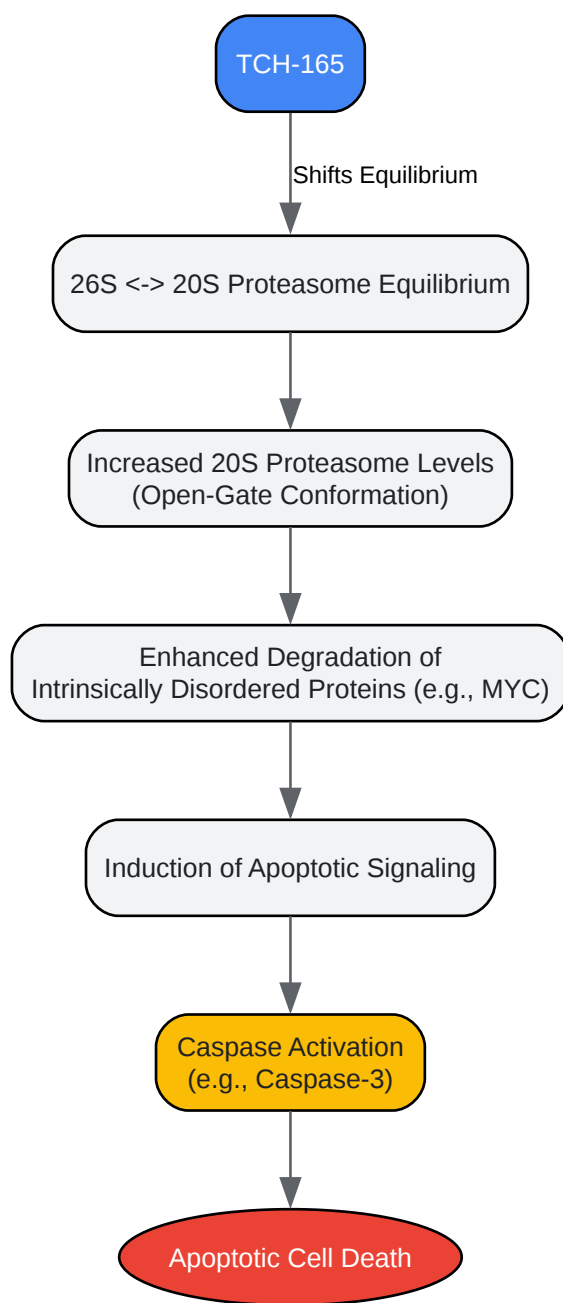 TCH-165
Shifts Equilibrium
26S <-> 20S Proteasome Equilibrium
Increased 20S Proteasome Levels
(Open-Gate Conformation)
Enhanced Degradation of
Intrinsically Disordered Proteins (e.g., MYC)
Induction of Apoptotic Signaling
Caspase Activation
(e.g., Caspase-3)
Apoptotic Cell Death